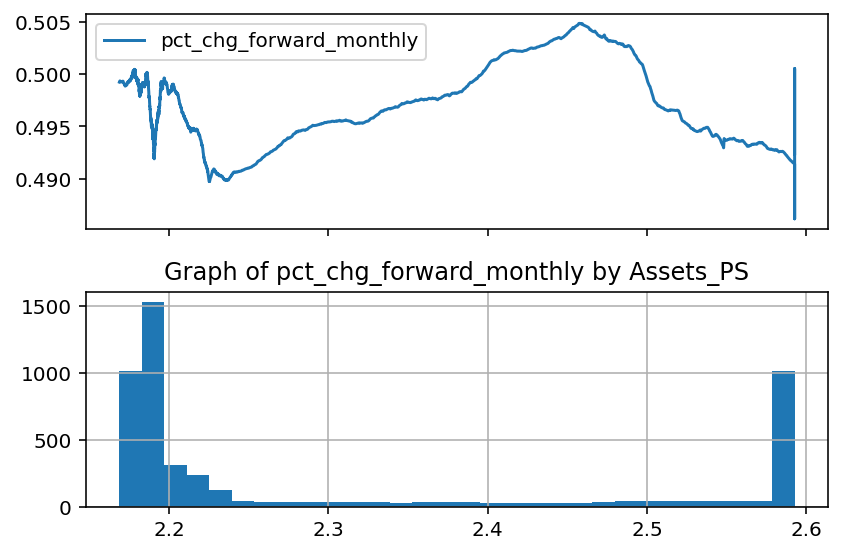 0.505
pct_chg_forward_monthly
0.500
0.495
0.490
Graph of pct_chg_forward_monthly by Assets_PS
1500
1000
500
0
2.2 2.3 2.4 2.5 2.6